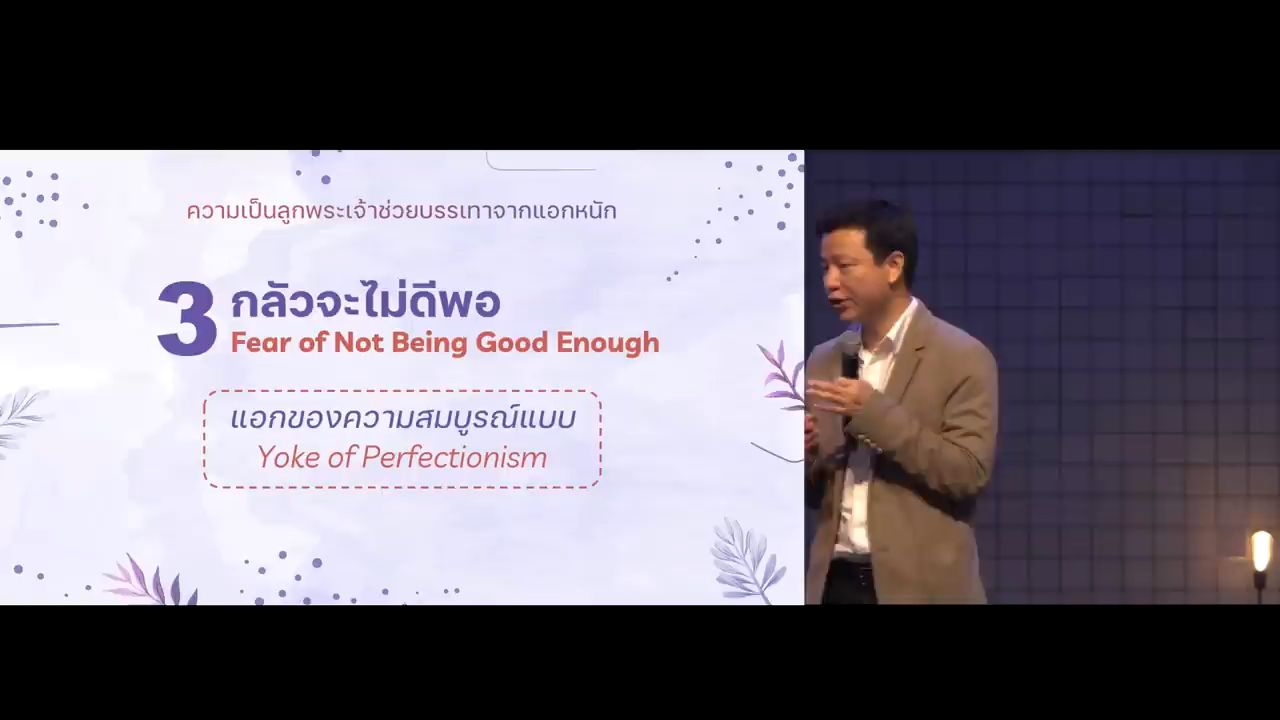 ความเป็นลูกพระเจ้าช่วยบรรเทาจากแอกหนัก
3 กลัวจะไม่ดีพอ
Fear of Not Being Good Enough
แอกของความสมบูรณ์แบบ
Yoke of Perfectionism